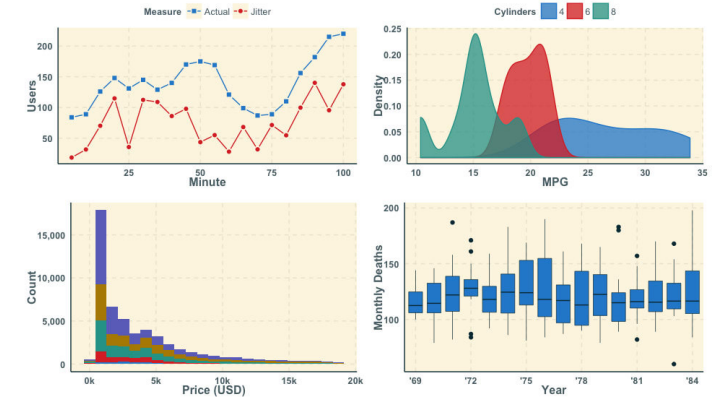 Measure Actual Jitter
200
150
100
50
Users
25 50 75 100
Minute
Cylinders 4 6 8
0.25
0.20
0.15
0.10
0.05
0.00
Density
10 15 20 25 30 35
MPG
15,000
10,000
5,000
0
Count
0k 5k 10k 15k 20k
Price (USD)
200
150
100
Monthly Deaths
'69 '72 '75 '78 '81 '84
Year